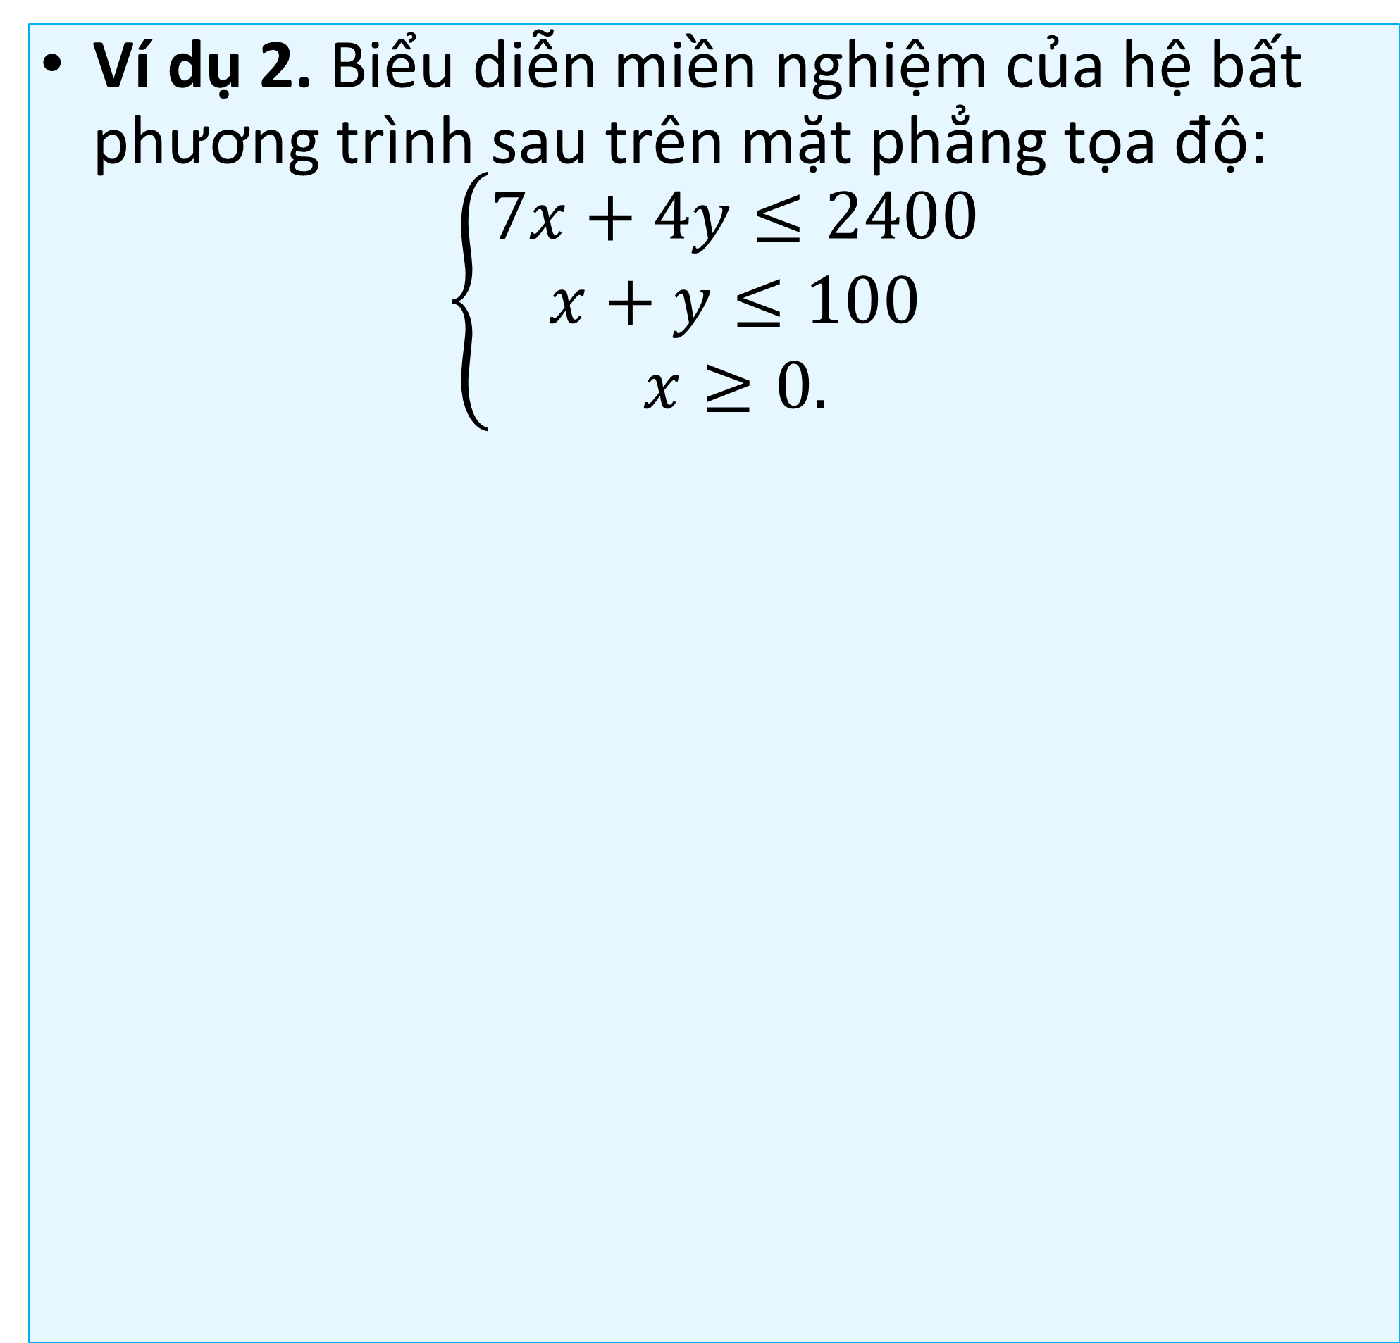 • Ví dụ 2. Biểu diễn miền nghiệm của hệ bất
phương trình sau trên mặt phẳng tọa độ:
7x + 4y ≤ 2400
x + y ≤ 100
x ≥ 0.